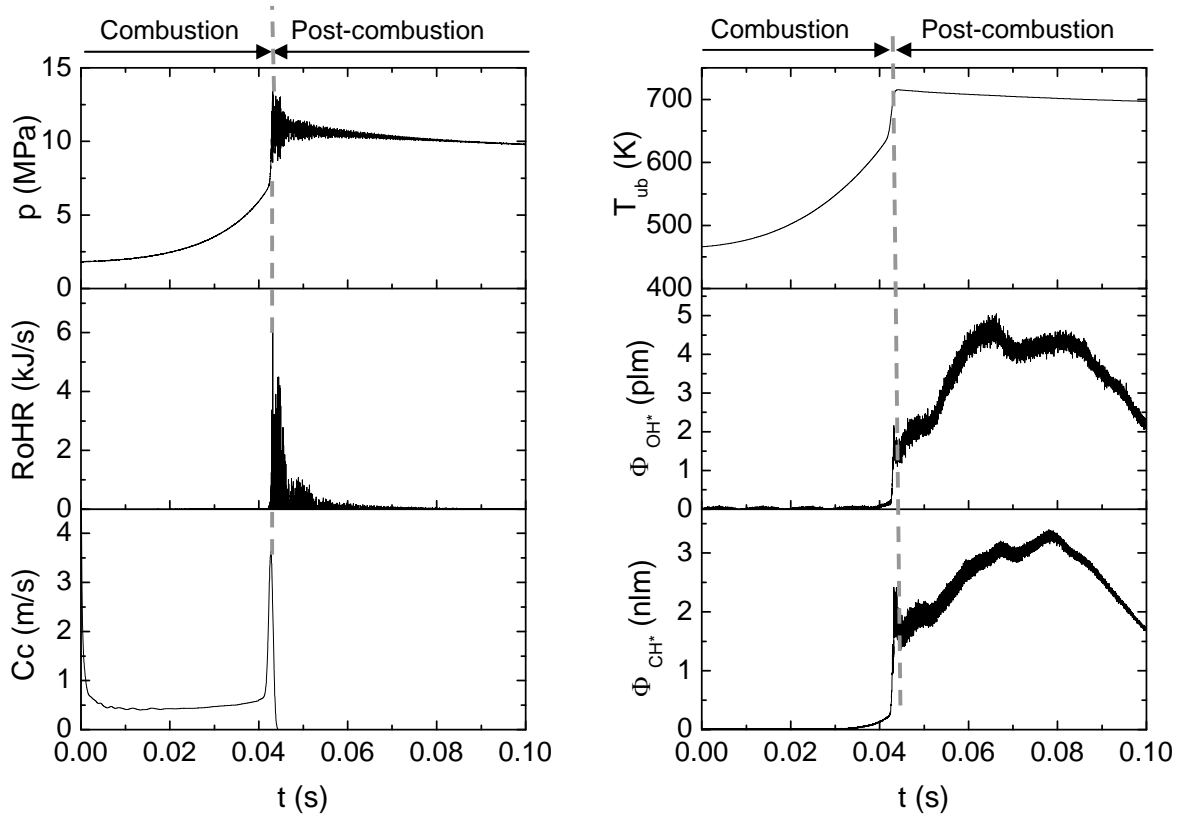 Combustion Post-combustion
15
10
5
0
p (MPa)
6
4
2
0
RoHR (kJ/s)
4
3
2
1
0
Cc (m/s)
0.00 0.02 0.04 0.06 0.08 0.10
t (s)
Combustion Post-combustion
700
600
500
400
T_ub (K)
5
4
3
2
1
0
Φ_OH* (plm)
3
2
1
0
Φ_CH* (nlm)
0.00 0.02 0.04 0.06 0.08 0.10
t (s)